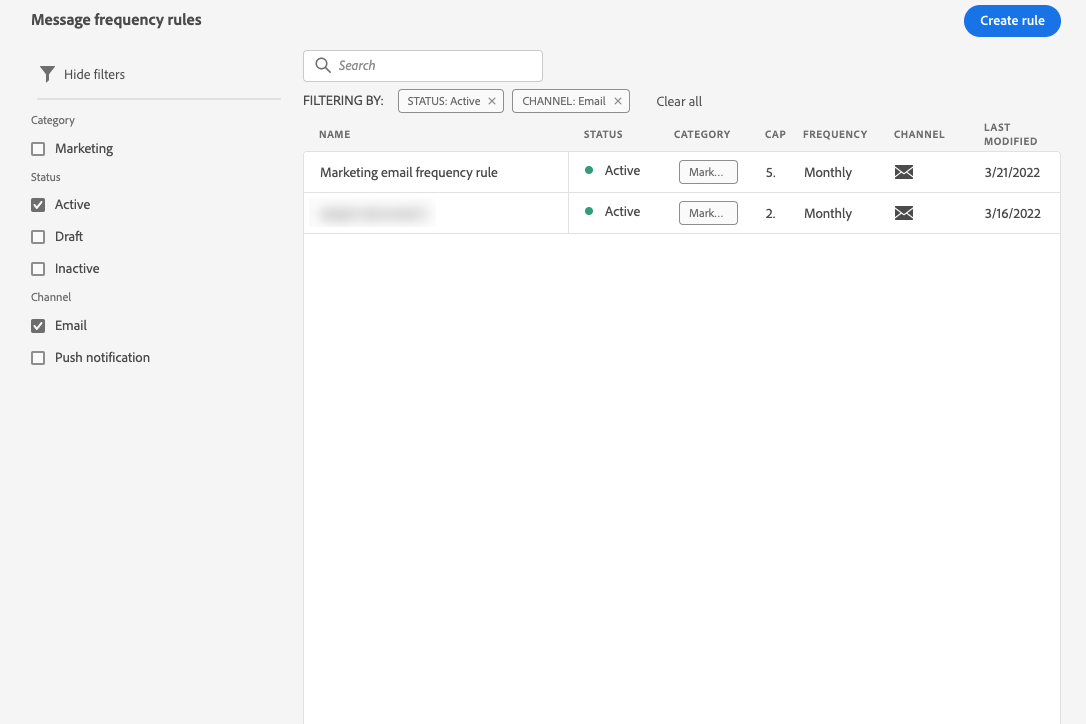 Message frequency rules
Create rule
Hide filters
Search
FILTERING BY: STATUS: Active CHANNEL: Email Clear all
Category
Marketing
Status
Active
Draft
Inactive
Channel
Email
Push notification
NAME STATUS CATEGORY CAP FREQUENCY CHANNEL LAST MODIFIED
Marketing email frequency rule Active Mark... 5. Monthly 3/21/2022
Active Mark... 2. Monthly 3/16/2022